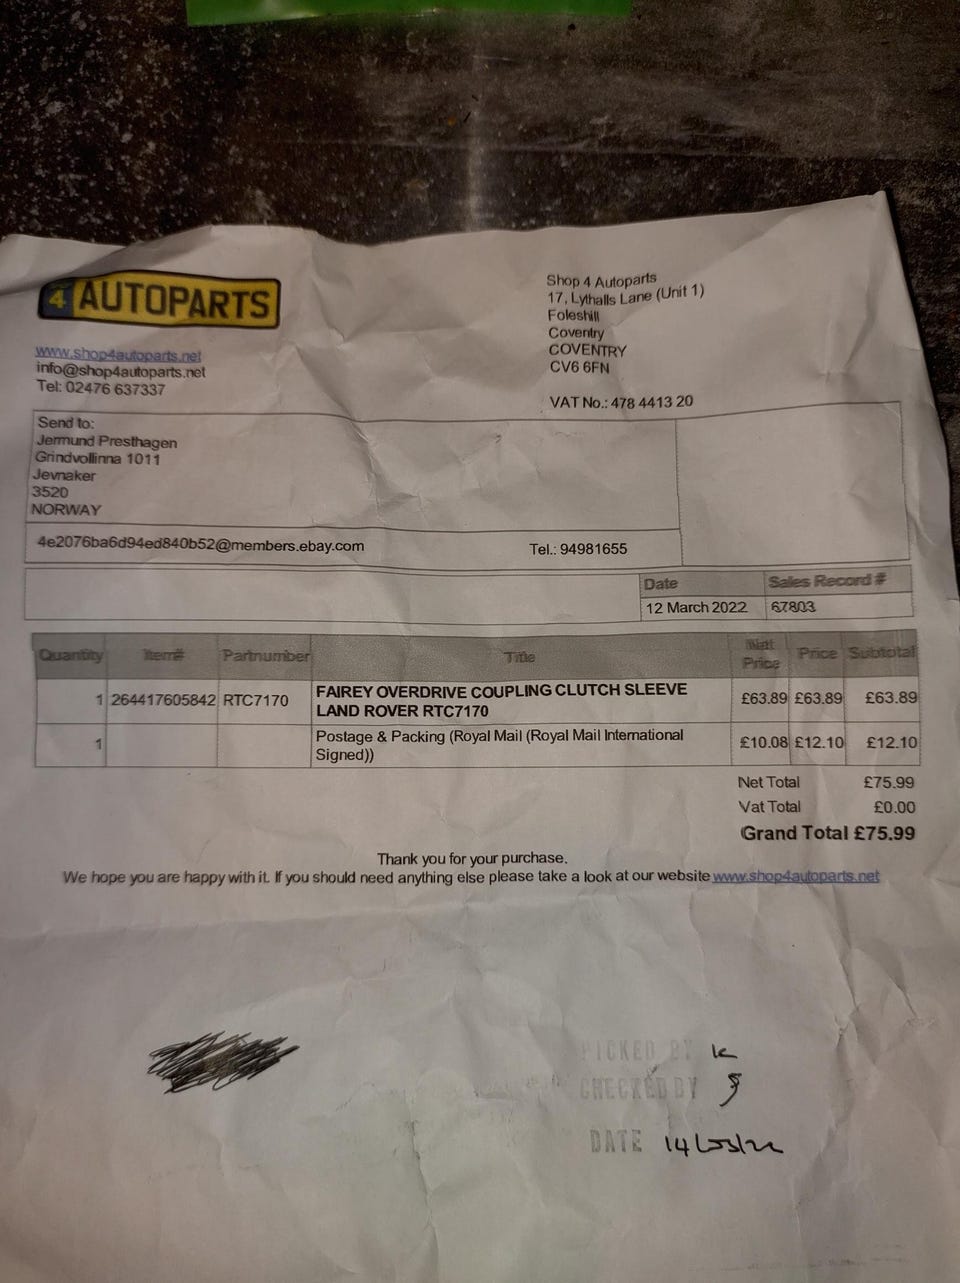 4 AUTOPARTS
www.shop4autoparts.net
info@shop4autoparts.net
Tel: 02476 637337
Shop 4 Autoparts
17, Lythalls Lane (Unit 1)
Foleshill
Coventry
COVENTRY
CV6 6FN
VAT No.: 478 4413 20
Send to:
Jermund Presthagen
Grindvollinna 1011
Jevnaker
3520
NORWAY
4e2076ba6d94ed840b52@members.ebay.com Tel.: 94981655
Date Sales Record #
12 March 2022 67803
Quantity Item# Partnumber Title Net Price Price Subtotal
1 264417605842 RTC7170 FAIREY OVERDRIVE COUPLING CLUTCH SLEEVE £63.89 £63.89 £63.89
LAND ROVER RTC7170
1 Postage & Packing (Royal Mail (Royal Mail International £10.08 £12.10 £12.10
Signed))
Net Total £75.99
Vat Total £0.00
Grand Total £75.99
Thank you for your purchase.
We hope you are happy with it. If you should need anything else please take a look at our website www.shop4autoparts.net
PICKED BY K
CHECKED BY
DATE 14/03/22